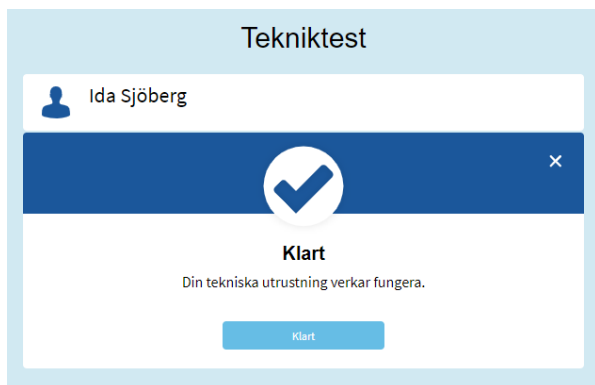 Tekniktest
Ida Sjöberg
Klart
Din tekniska utrustning verkar fungera.
Klart